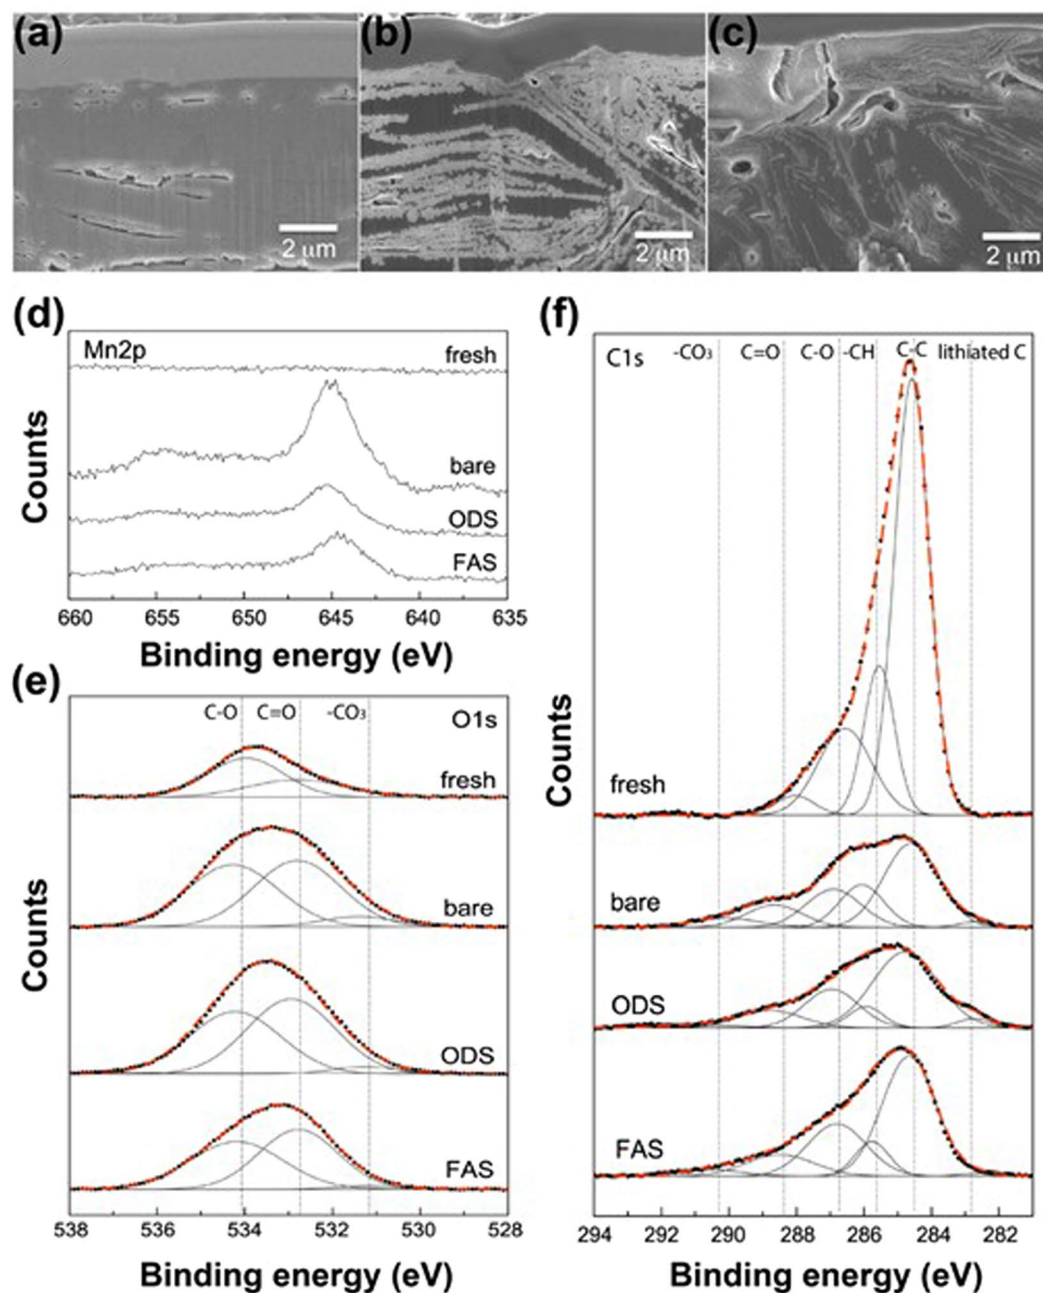 (a)
(b)
(c)
2 μm
2 μm
2 μm
(d)
Mn2p
fresh
bare
ODS
FAS
Counts
660 655 650 645 640 635
Binding energy (eV)
(e)
C-O C=O -CO₃ O1s
fresh
bare
ODS
FAS
Counts
538 536 534 532 530 528
Binding energy (eV)
(f)
C1s -CO₃ C=O C-O -CH C-C lithiated C
fresh
bare
ODS
FAS
Counts
294 292 290 288 286 284 282
Binding energy (eV)